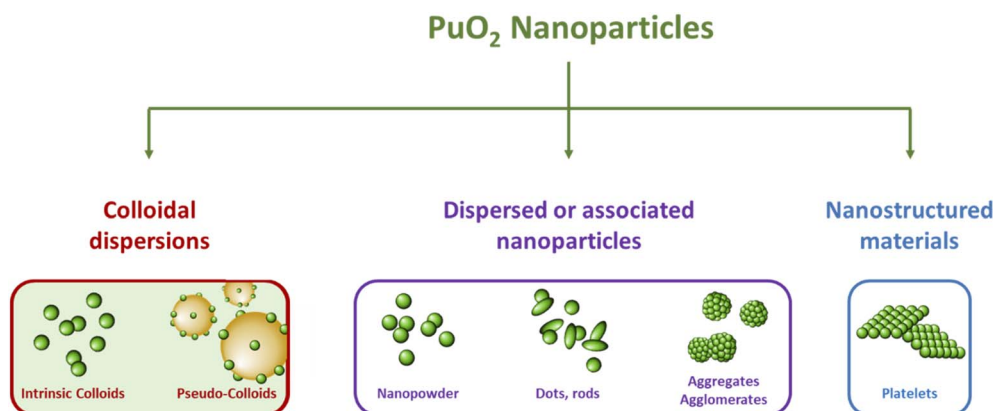 PuO₂ Nanoparticles
Colloidal
dispersions
Dispersed or associated
nanoparticles
Nanostructured
materials
Intrinsic Colloids
Pseudo-Colloids
Nanopowder
Dots, rods
Aggregates
Agglomerates
Platelets